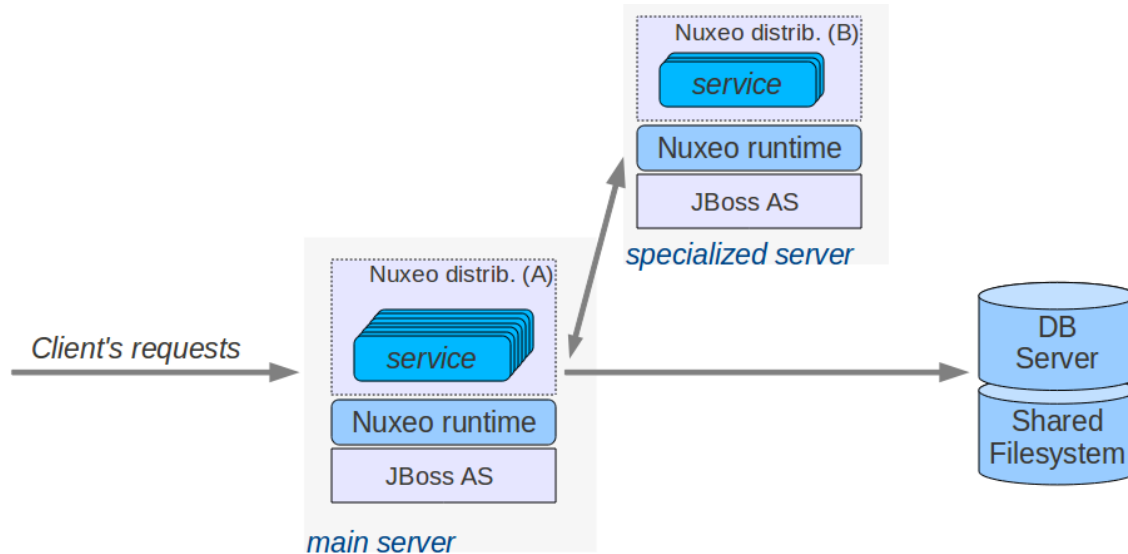 Nuxeo distrib. (B)
service
Nuxeo runtime
JBoss AS
specialized server
Nuxeo distrib. (A)
service
Nuxeo runtime
JBoss AS
main server
Client's requests
DB
Server
Shared
Filesystem